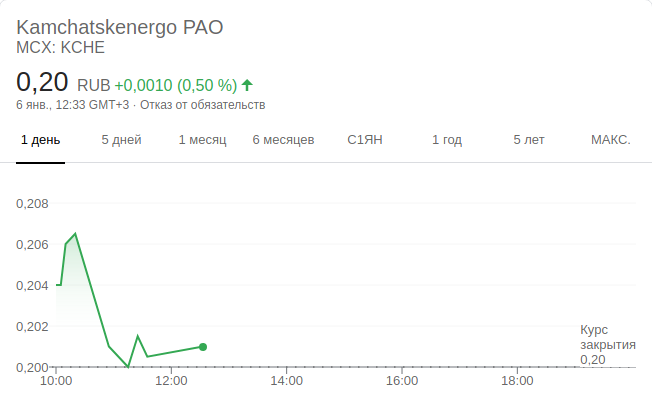 Kamchatskenergo PAO
MCX: KCHE
0,20 RUB +0,0010 (0,50 %)
6 янв., 12:33 GMT+3 · Отказ от обязательств
1 день 5 дней 1 месяц 6 месяцев С1ЯН 1 год 5 лет МАКС.
0,208
0,206
0,204
0,202
Курс
закрытия
0,20
0,200
10:00 12:00 14:00 16:00 18:00